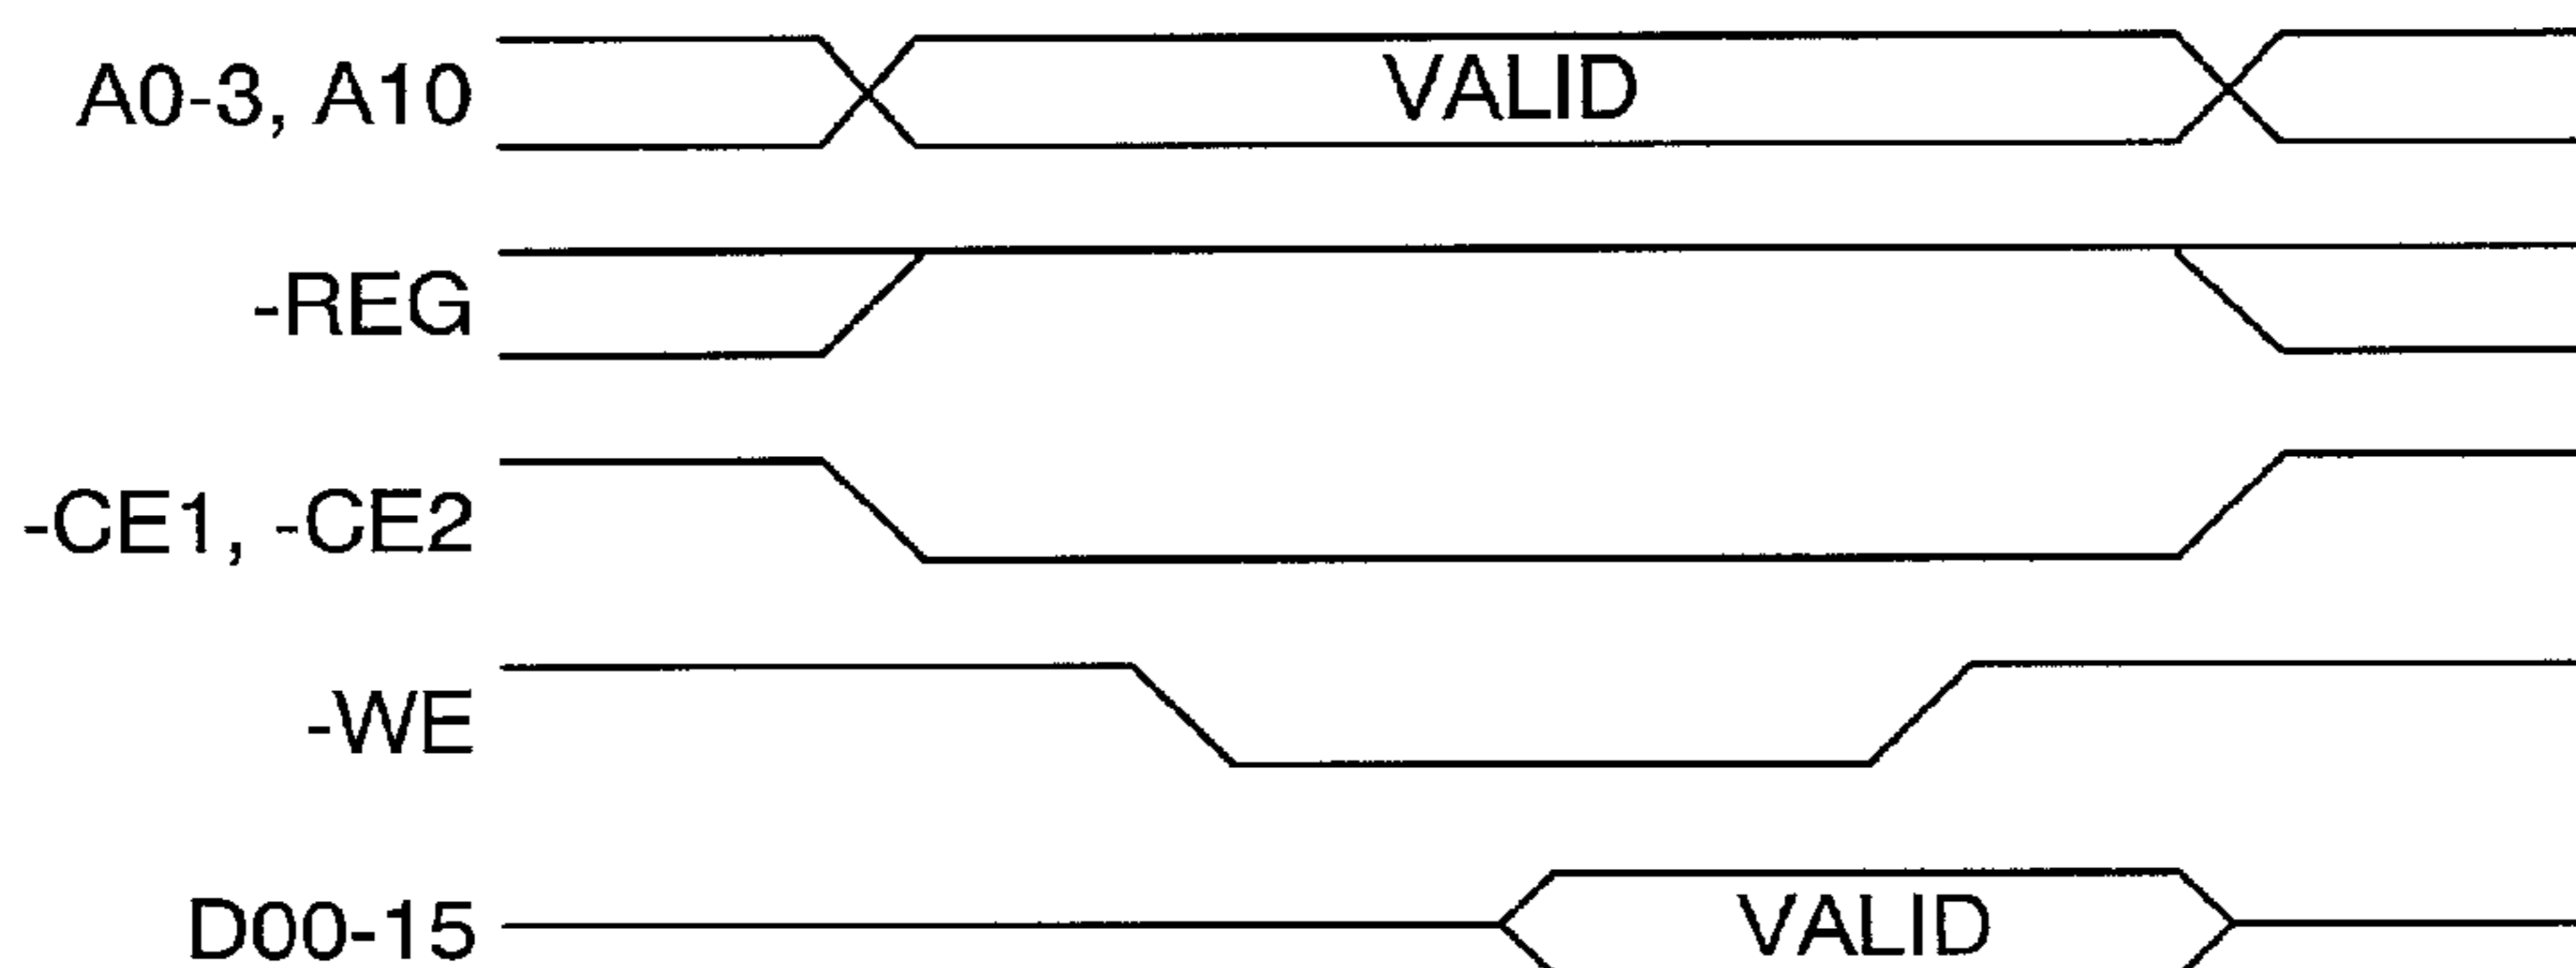 A0-3, A10 VALID
-REG
-CE1, -CE2
-WE
D00-15 VALID